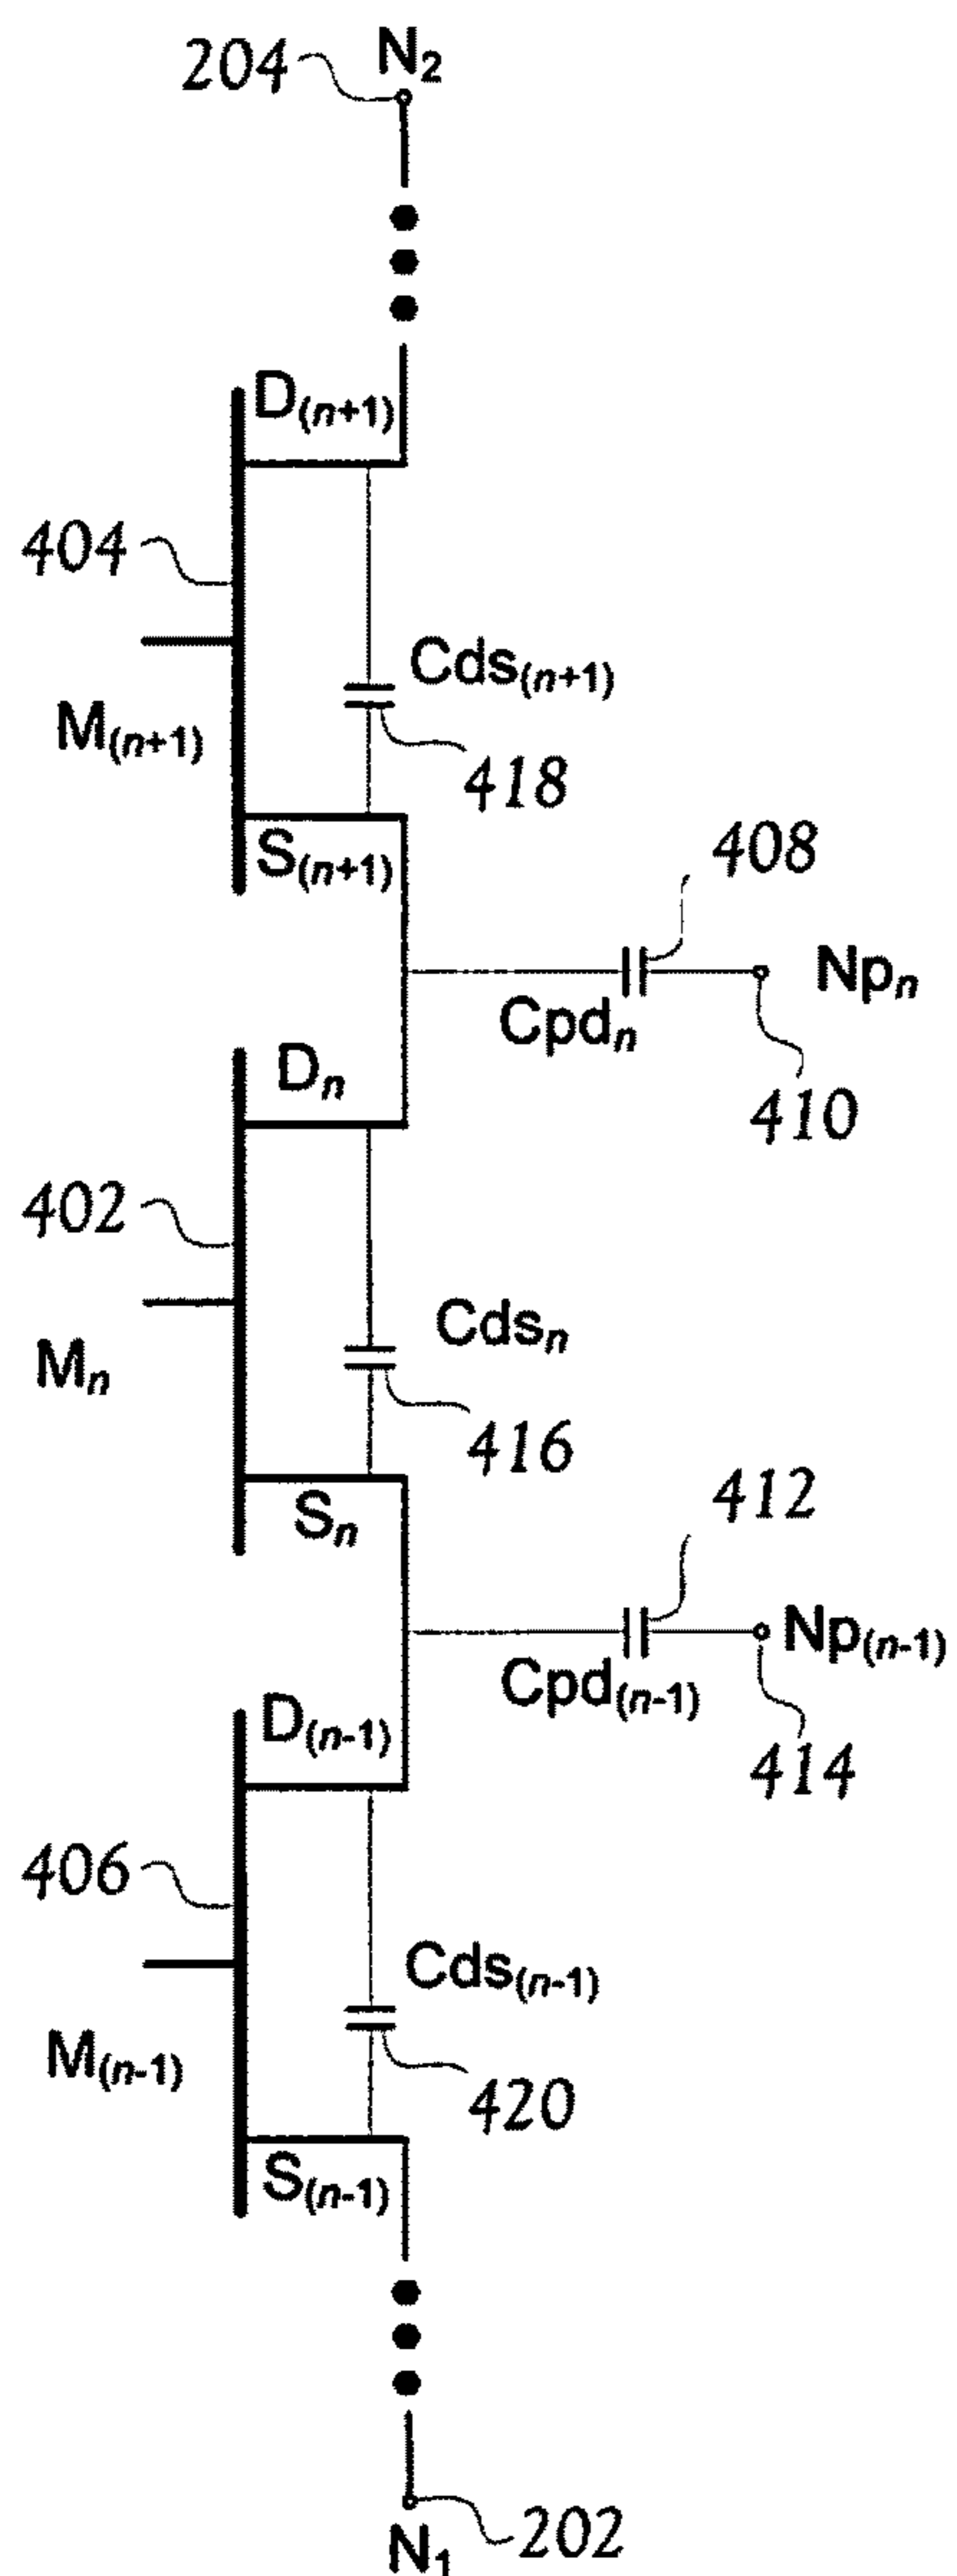 204
N₂
D₍ₙ₊₁₎
404
Cds₍ₙ₊₁₎
M₍ₙ₊₁₎
418
S₍ₙ₊₁₎
408
Npₙ
Cpdₙ
Dₙ
410
402
Cdsₙ
Mₙ
416
412
Sₙ
Np₍ₙ₋₁₎
Cpd₍ₙ₋₁₎
D₍ₙ₋₁₎
414
406
Cds₍ₙ₋₁₎
M₍ₙ₋₁₎
420
S₍ₙ₋₁₎
202
N₁